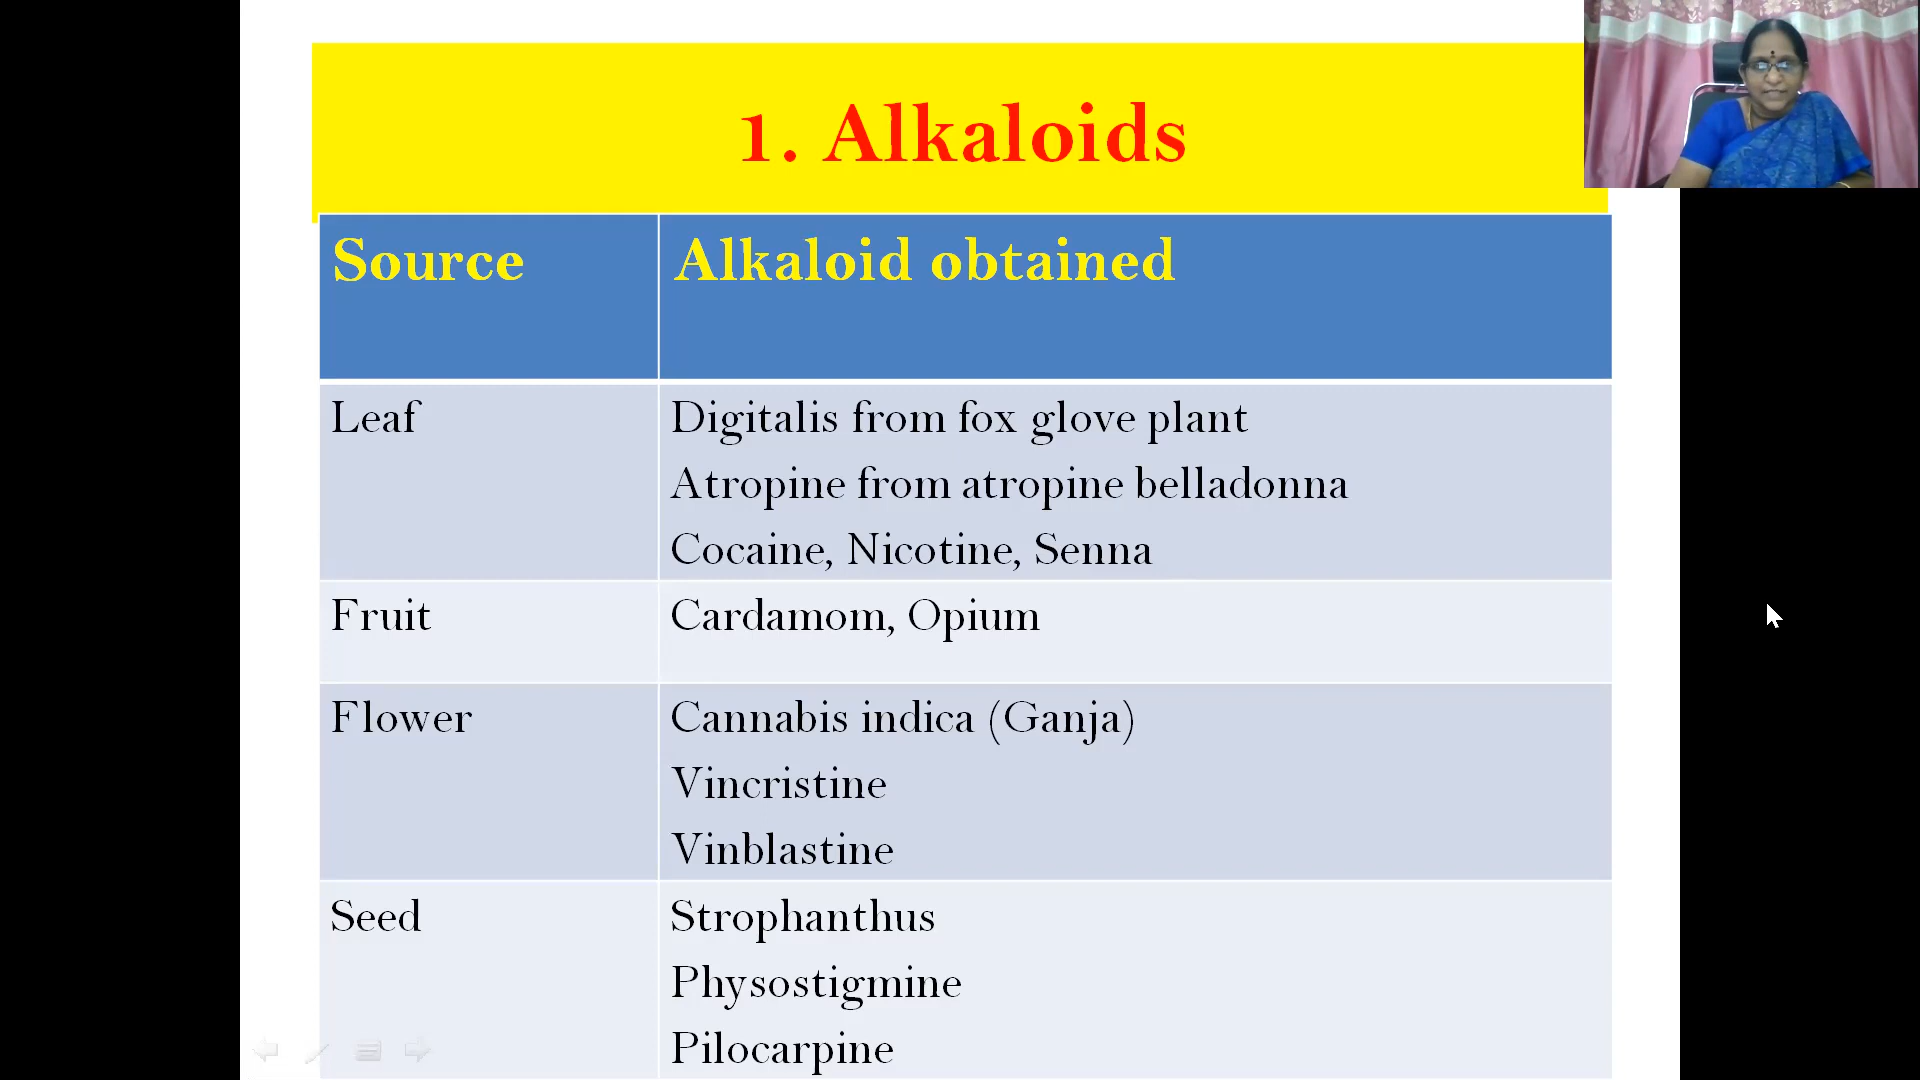 1. Alkaloids
Source
Alkaloid obtained
Leaf
Digitalis from fox glove plant
Atropine from atropine belladonna
Cocaine, Nicotine, Senna
Fruit
Cardamom, Opium
Flower
Cannabis indica (Ganja)
Vincristine
Vinblastine
Seed
Strophanthus
Physostigmine
Pilocarpine